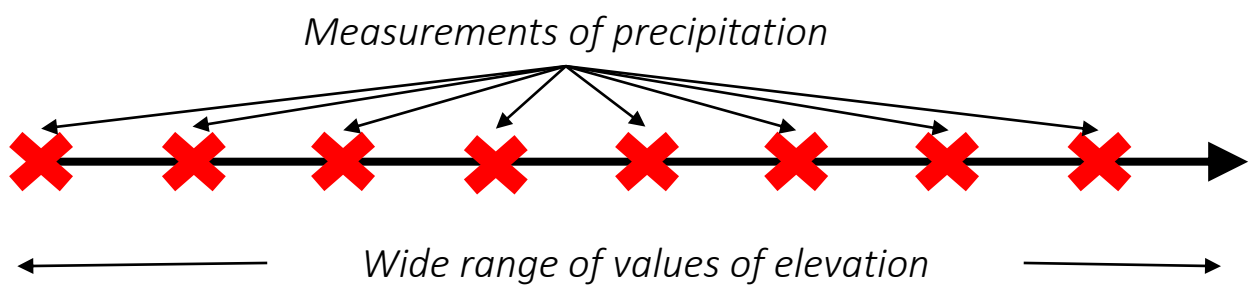 Measurements of precipitation
Wide range of values of elevation